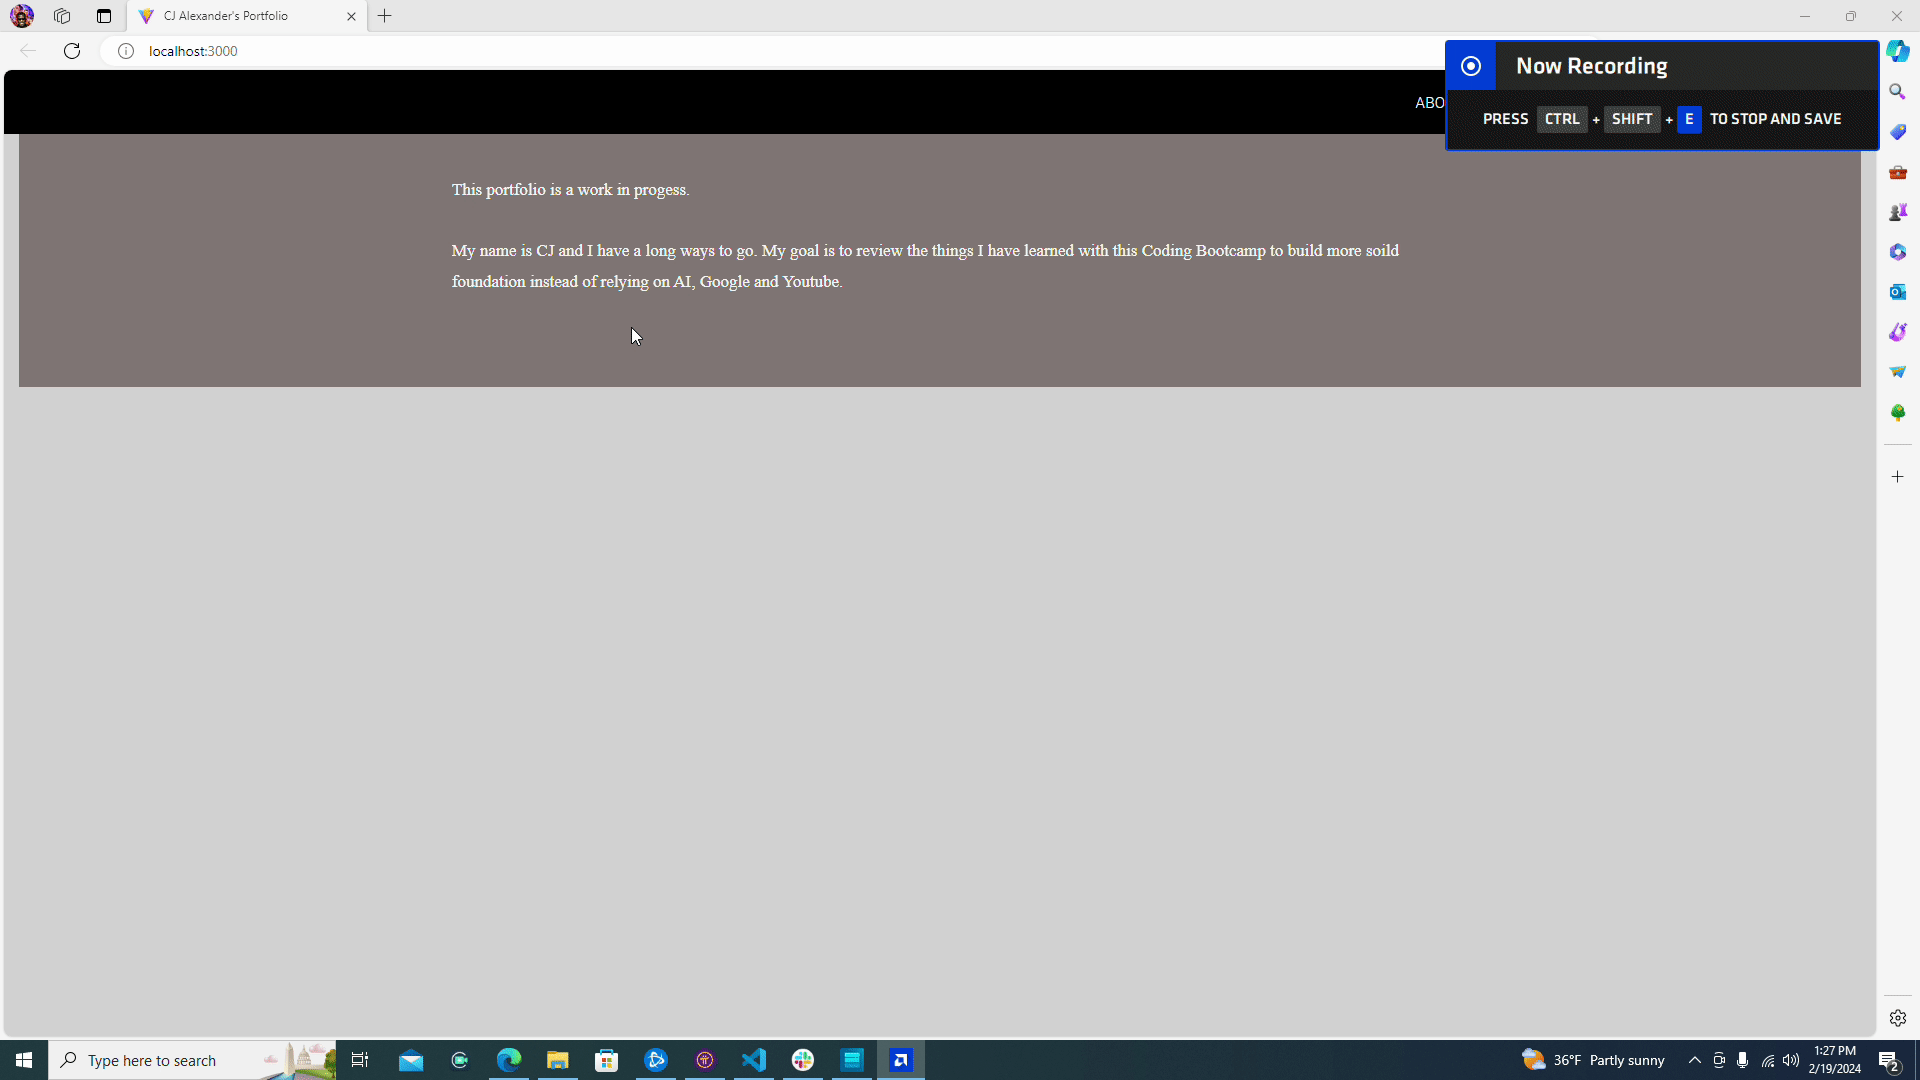 CJ Alexander's Portfolio
localhost:3000
ABO
Now Recording
PRESS CTRL + SHIFT + E TO STOP AND SAVE
This portfolio is a work in progess.
My name is CJ and I have a long ways to go. My goal is to review the things I have learned with this Coding Bootcamp to build more soild
foundation instead of relying on AI, Google and Youtube.
Type here to search
36°F Partly sunny
1:27 PM
2/19/2024
2